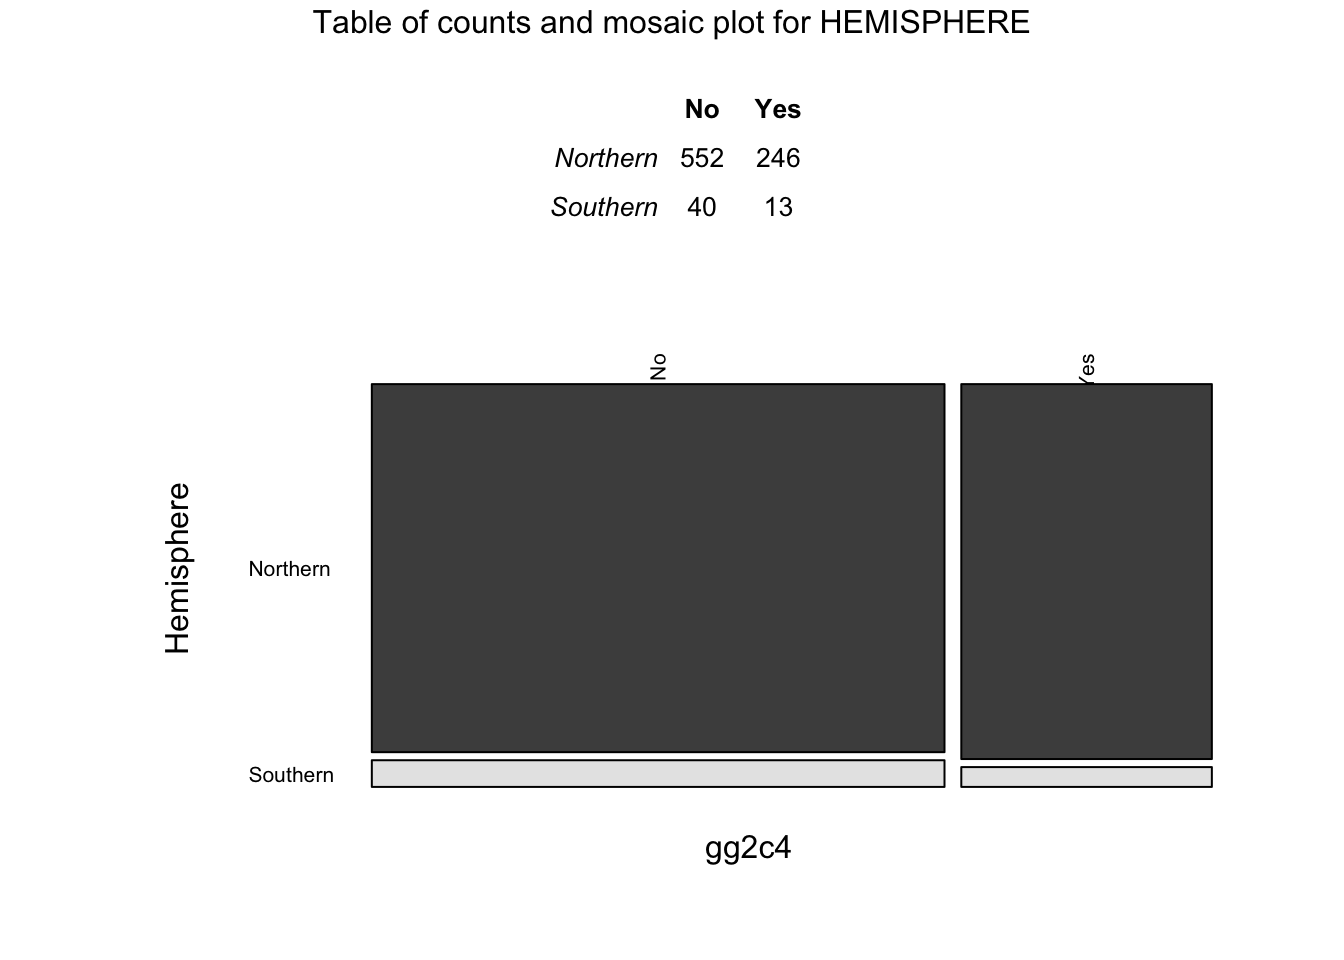 Table of counts and mosaic plot for HEMISPHERE
No Yes
Northern 552 246
Southern 40 13
No Yes
Hemisphere
Northern
Southern
gg2c4